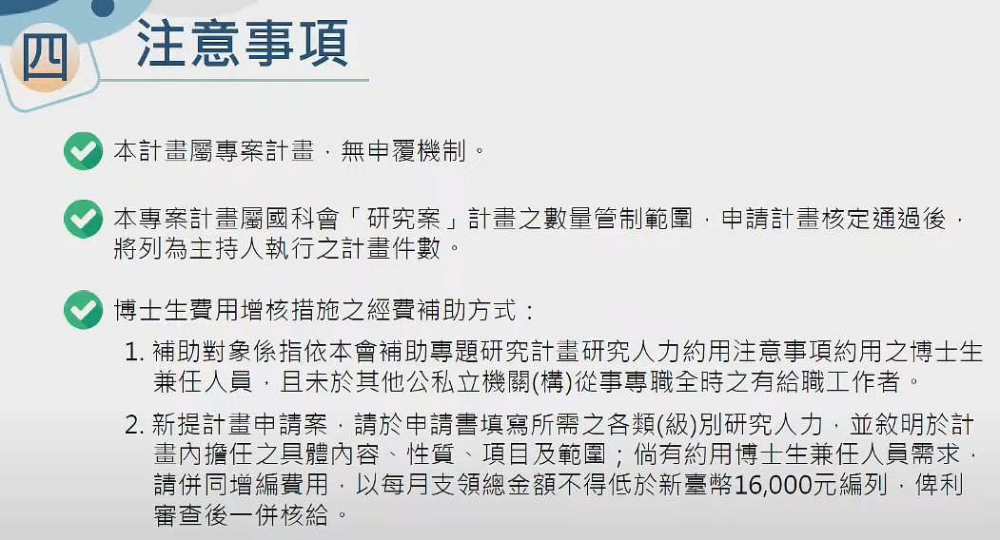 四 注意事項
本計畫屬專案計畫，無申覆機制。
本專案計畫屬國科會「研究案」計畫之數量管制範圍，申請計畫核定通過後，
將列為主持人執行之計畫件數。
博士生費用增核措施之經費補助方式：
1. 補助對象係指依本會補助專題研究計畫研究人力約用注意事項約用之博士生
兼任人員，且未於其他公私立機關(構)從事專職全時之有給職工作者。
2. 新提計畫申請案，請於申請書填寫所需之各類(級)別研究人力，並敘明於計
畫內擔任之具體內容、性質、項目及範圍；倘有約用博士生兼任人員需求，
請併同增編費用，以每月支領總金額不得低於新臺幣16,000元編列，俾利
審查後一併核給。